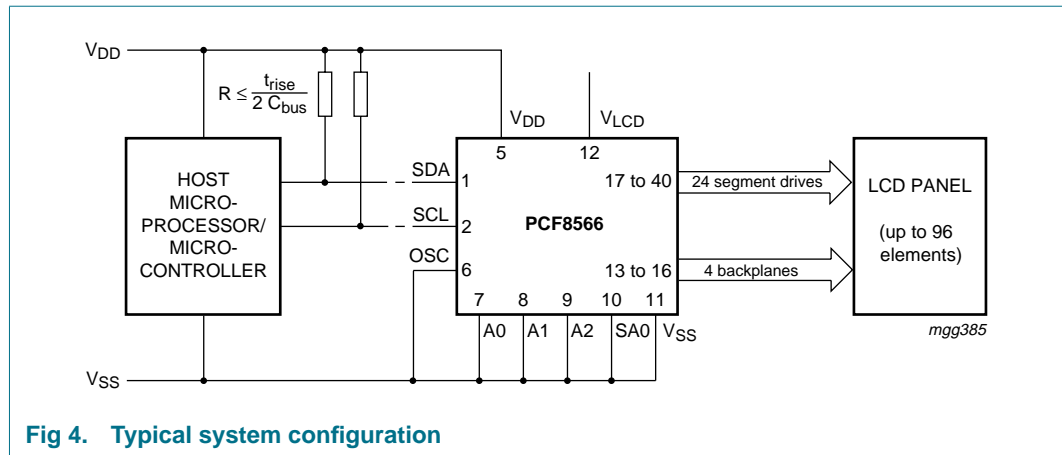 VDD
R ≤ trise
2 Cbus
VDD
VLCD
5
12
HOST
MICRO-
PROCESSOR/
MICRO-
CONTROLLER
SDA
1
SCL
2
OSC
6
PCF8566
17 to 40
24 segment drives
13 to 16
4 backplanes
LCD PANEL
(up to 96
elements)
7
8
9
10
11
A0
A1
A2
SA0
VSS
mgg385
VSS
Fig 4. Typical system configuration